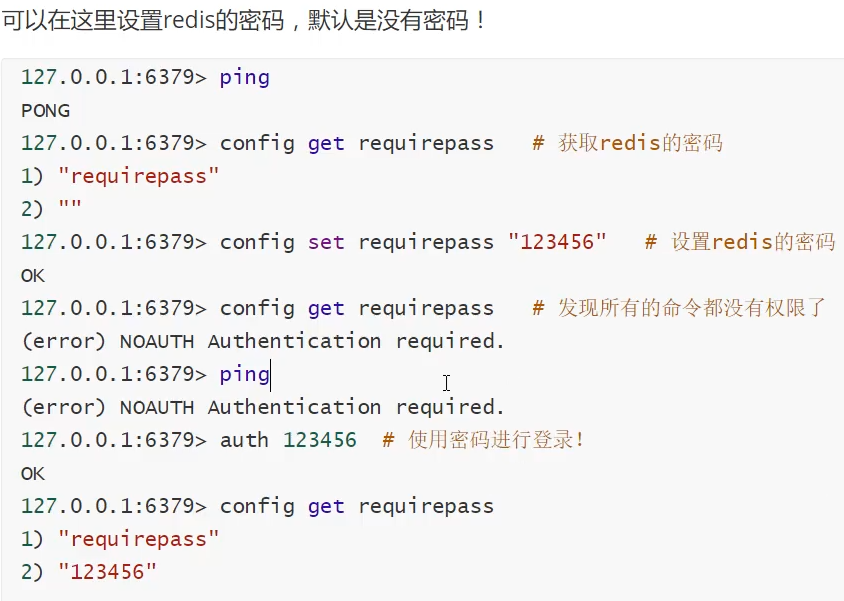 可以在这里设置redis的密码，默认是没有密码！
127.0.0.1:6379> ping
PONG
127.0.0.1:6379> config get requirepass   # 获取redis的密码
1) "requirepass"
2) ""
127.0.0.1:6379> config set requirepass "123456"   # 设置redis的密码
OK
127.0.0.1:6379> config get requirepass   # 发现所有的命令都没有权限了
(error) NOAUTH Authentication required.
127.0.0.1:6379> ping
(error) NOAUTH Authentication required.
127.0.0.1:6379> auth 123456  # 使用密码进行登录！
OK
127.0.0.1:6379> config get requirepass
1) "requirepass"
2) "123456"